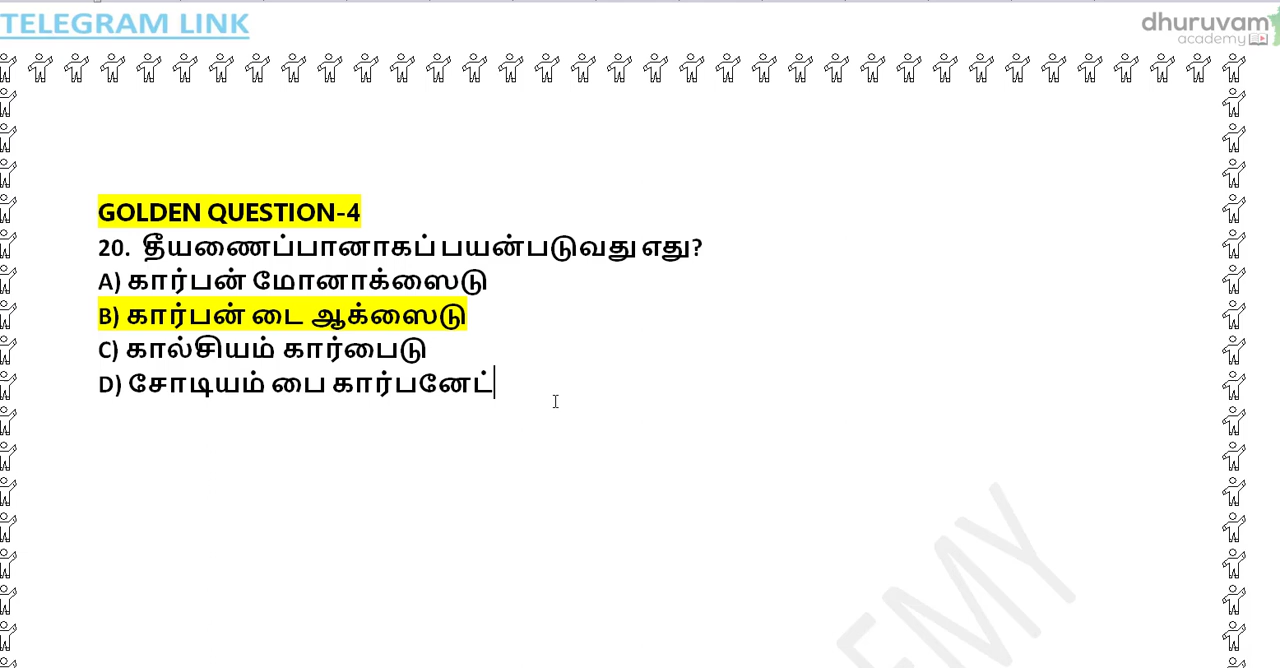 TELEGRAM LINK
dhuruvam
academy
GOLDEN QUESTION-4
20. தீயணைப்பானாகப் பயன்படுவது எது?
A) கார்பன் மோனாக்ஸைடு
B) கார்பன் டை ஆக்ஸைடு
C) கால்சியம் கார்பைடு
D) சோடியம் பை கார்பனேட்
EMY